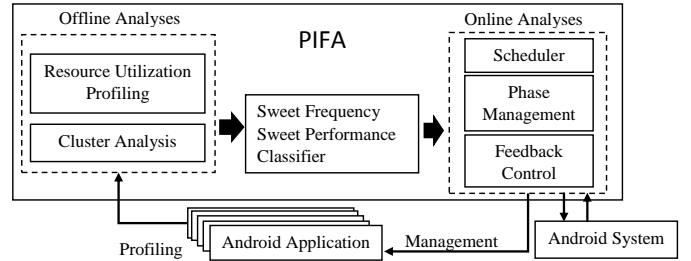 Offline Analyses
PIFA
Online Analyses
Resource Utilization
Profiling
Cluster Analysis
Sweet Frequency
Sweet Performance
Classifier
Scheduler
Phase
Management
Feedback
Control
Profiling
Android Application
Management
Android System